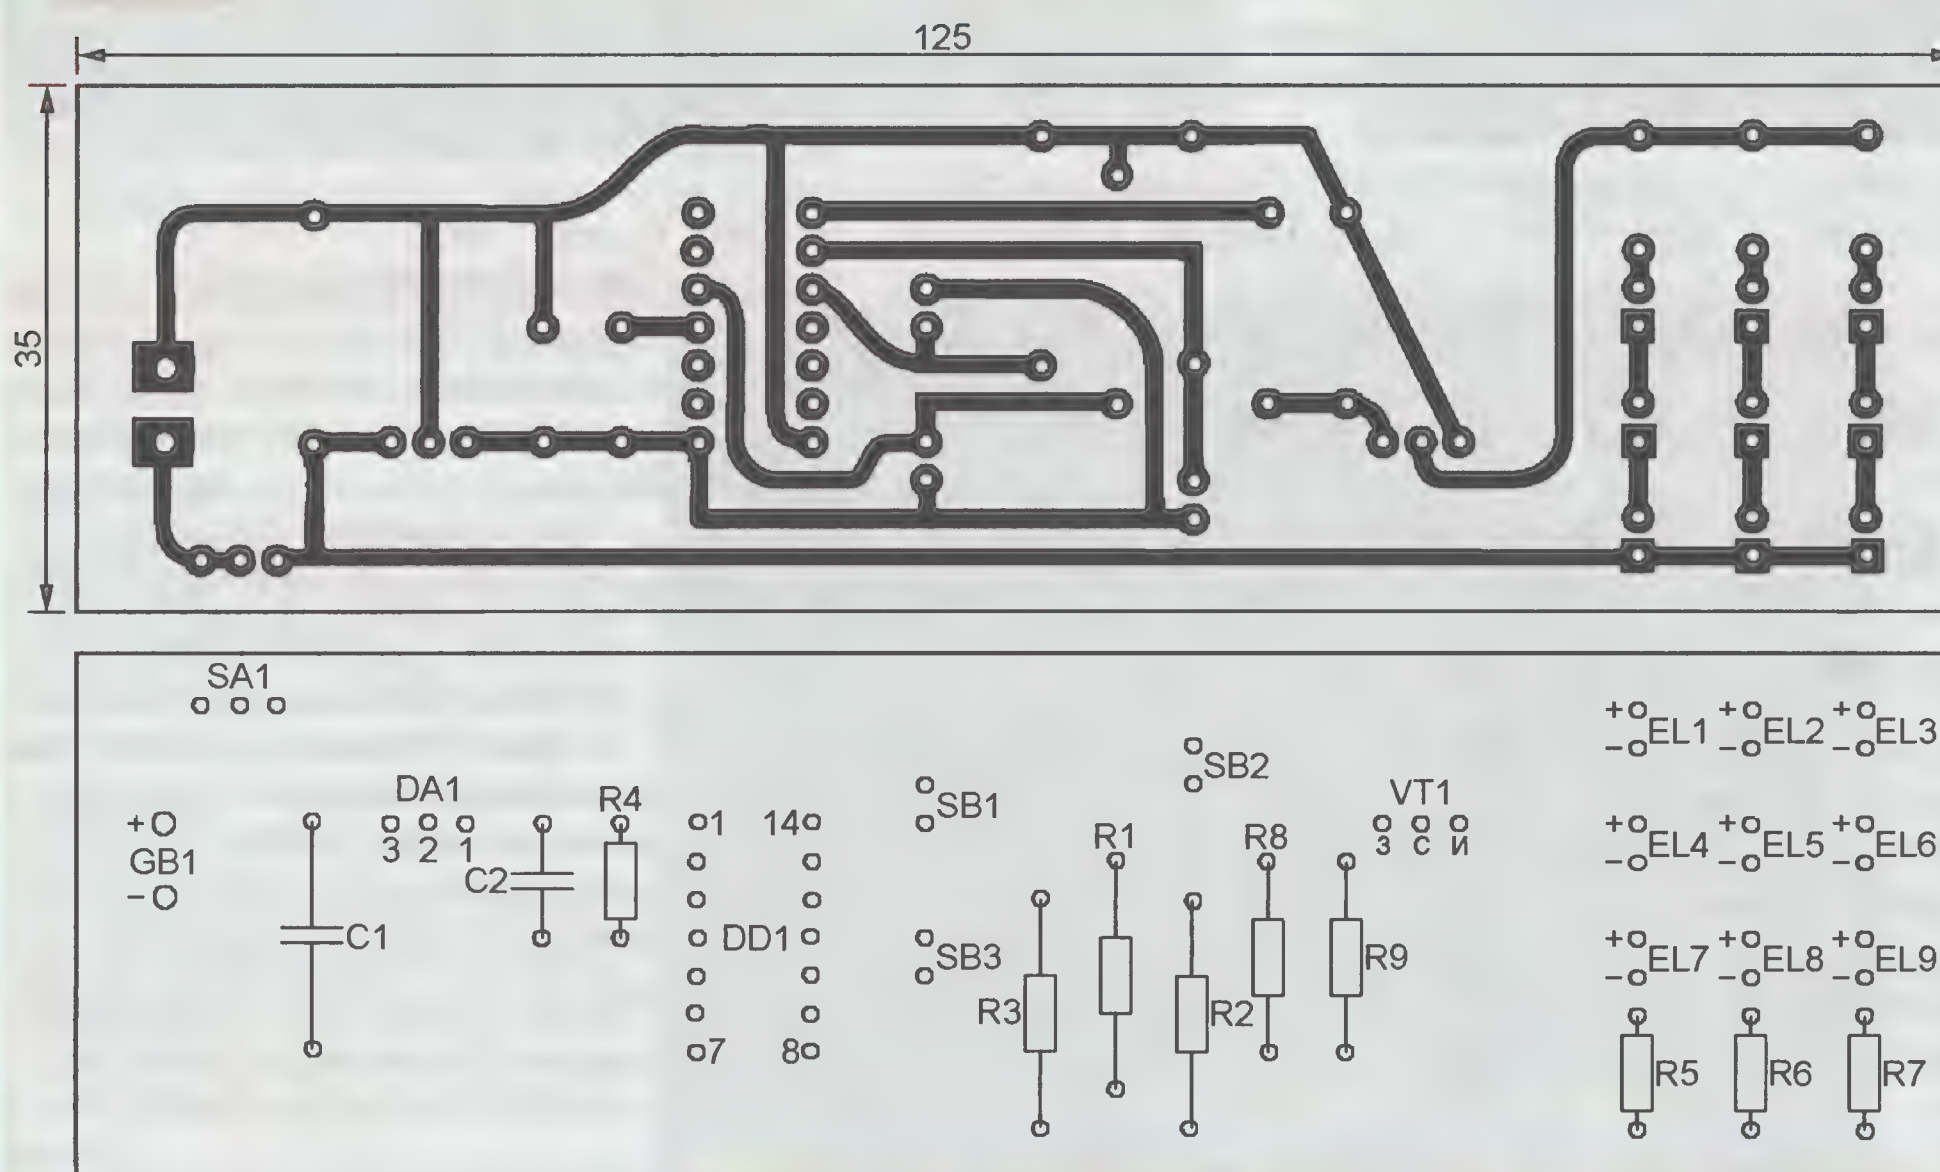 125
35
SA1
DA1
3 2 1
+
GB1
−
C1
C2
R4
1 14
DD1
7 8
SB1
SB2
SB3
R1
R3
R2
R8
R9
VT1
З С И
+ EL1 + EL2 + EL3
− − −
+ EL4 + EL5 + EL6
− − −
+ EL7 + EL8 + EL9
− − −
R5 R6 R7